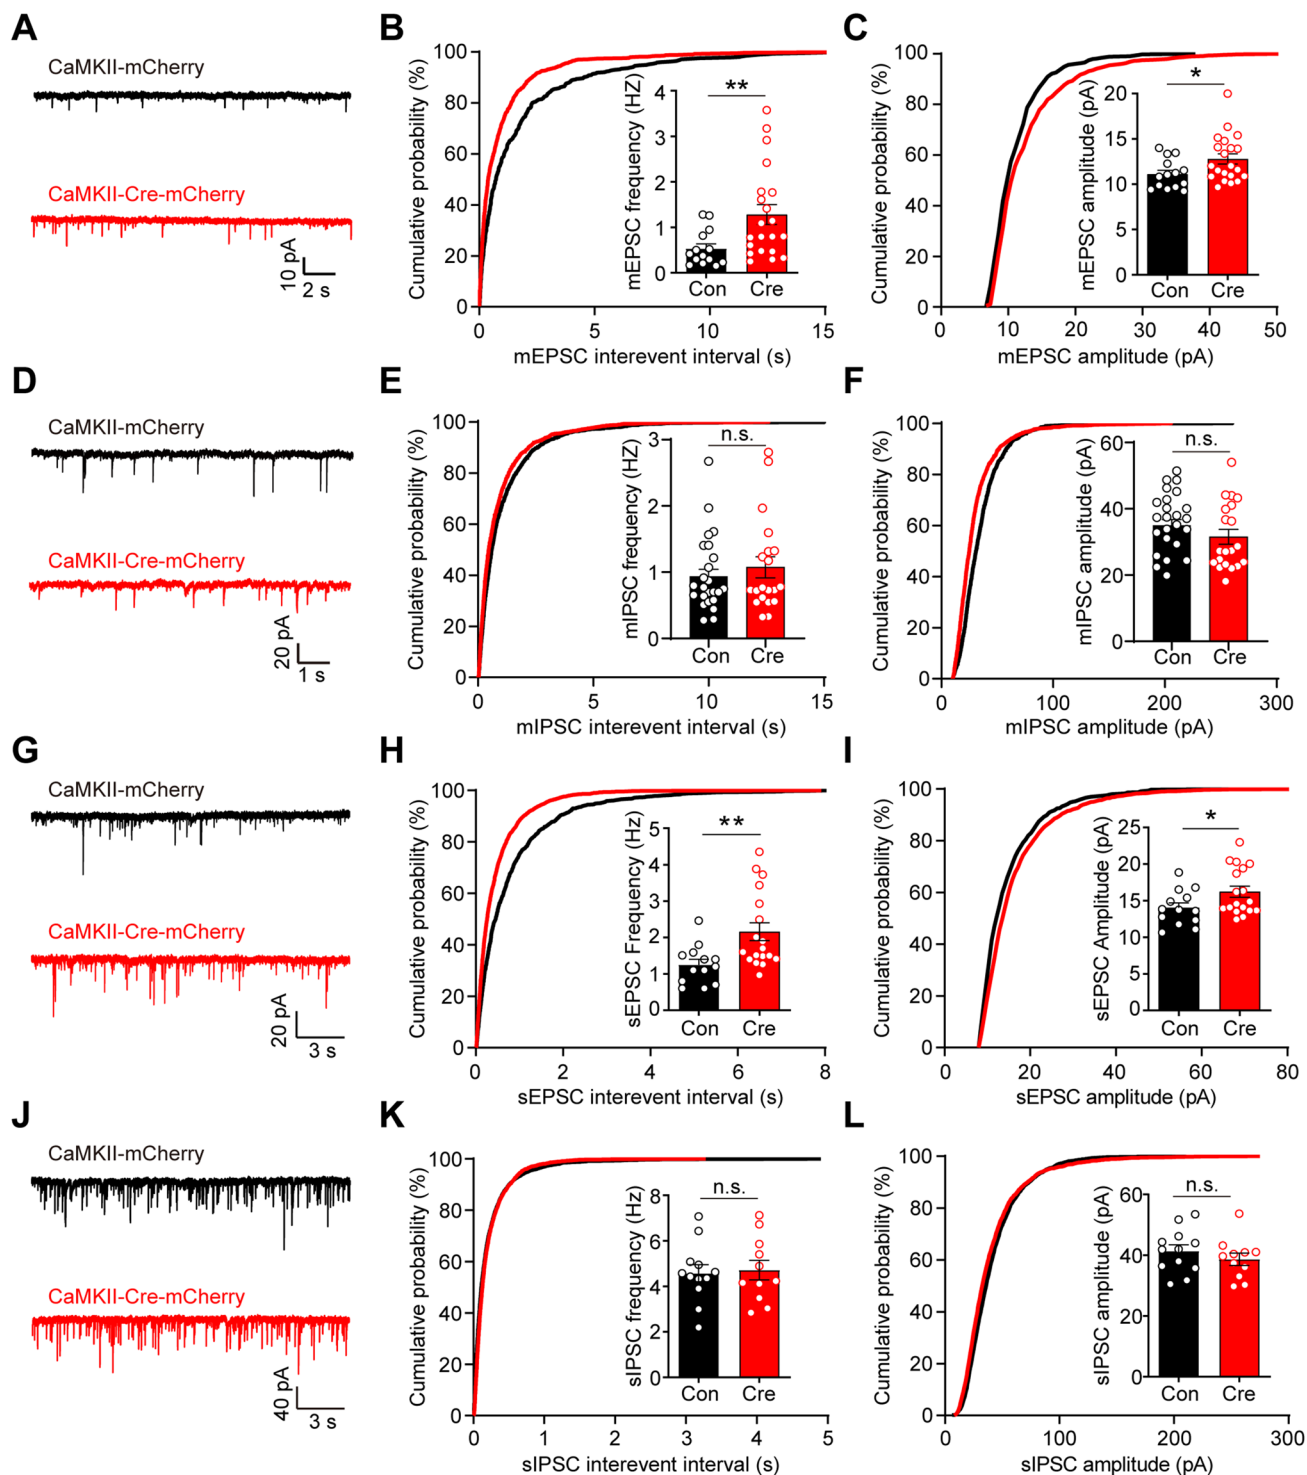 A
CaMKII-mCherry
CaMKII-Cre-mCherry
10 pA
2 s
B
Cumulative probability (%)
100
80
60
40
20
0
0 5 10 15
mEPSC interevent interval (s)
mEPSC frequency (HZ)
4
3
2
1
0
**
Con Cre
C
Cumulative probability (%)
100
80
60
40
20
0
0 10 20 30 40 50
mEPSC amplitude (pA)
mEPSC amplitude (pA)
20
15
10
5
0
*
Con Cre
D
CaMKII-mCherry
CaMKII-Cre-mCherry
20 pA
1 s
E
Cumulative probability (%)
100
80
60
40
20
0
0 5 10 15
mIPSC interevent interval (s)
mIPSC frequency (HZ)
3
2
1
0
n.s.
Con Cre
F
Cumulative probability (%)
100
80
60
40
20
0
0 100 200 300
mIPSC amplitude (pA)
mIPSC amplitude (pA)
60
40
20
0
n.s.
Con Cre
G
CaMKII-mCherry
CaMKII-Cre-mCherry
20 pA
3 s
H
Cumulative probability (%)
100
80
60
40
20
0
0 2 4 6 8
sEPSC interevent interval (s)
sEPSC Frequency (Hz)
5
4
3
2
1
0
**
Con Cre
I
Cumulative probability (%)
100
80
60
40
20
0
0 20 40 60 80
sEPSC amplitude (pA)
sEPSC Amplitude (pA)
25
20
15
10
5
0
*
Con Cre
J
CaMKII-mCherry
CaMKII-Cre-mCherry
40 pA
3 s
K
Cumulative probability (%)
100
80
60
40
20
0
0 1 2 3 4 5
sIPSC interevent interval (s)
sIPSC frequency (Hz)
8
6
4
2
0
n.s.
Con Cre
L
Cumulative probability (%)
100
80
60
40
20
0
0 100 200 300
sIPSC amplitude (pA)
sIPSC amplitude (pA)
60
40
20
0
n.s.
Con Cre